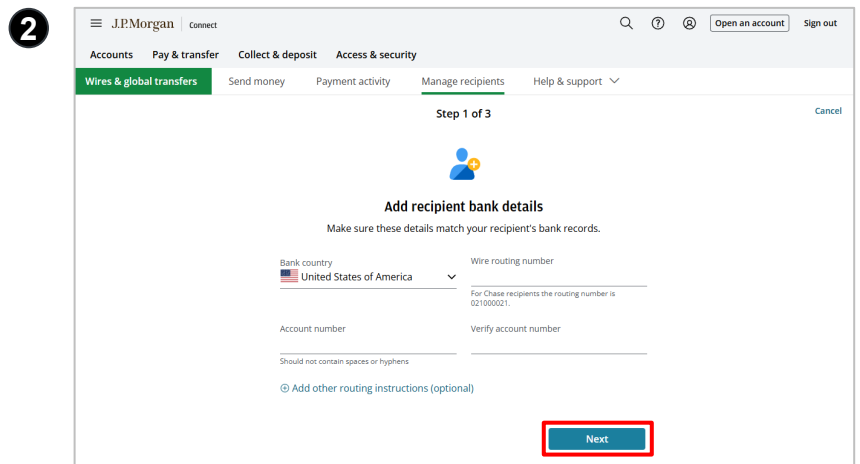 2
J.P.Morgan Connect Open an account Sign out
Accounts Pay & transfer Collect & deposit Access & security
Wires & global transfers Send money Payment activity Manage recipients Help & support
Step 1 of 3 Cancel
Add recipient bank details
Make sure these details match your recipient's bank records.
Bank country Wire routing number
United States of America
For Chase recipients the routing number is
021000021.
Account number Verify account number
Should not contain spaces or hyphens
Add other routing instructions (optional)
Next